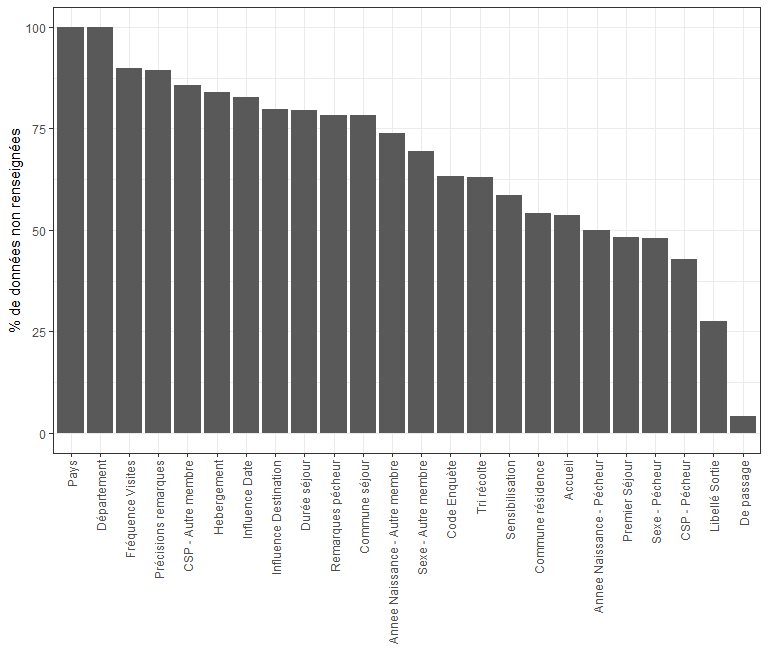 % de données non renseignées
100
75
50
25
0
Pays
Département
Fréquence Visites
Précisions remarques
CSP - Autre membre
Hebergement
Influence Date
Influence Destination
Durée séjour
Remarques pêcheur
Commune séjour
Annee Naissance - Autre membre
Sexe - Autre membre
Code Enquète
Tri récolte
Sensibilisation
Commune résidence
Accueil
Annee Naissance - Pêcheur
Premier Séjour
Sexe - Pêcheur
CSP - Pêcheur
Libellé Sortie
De passage